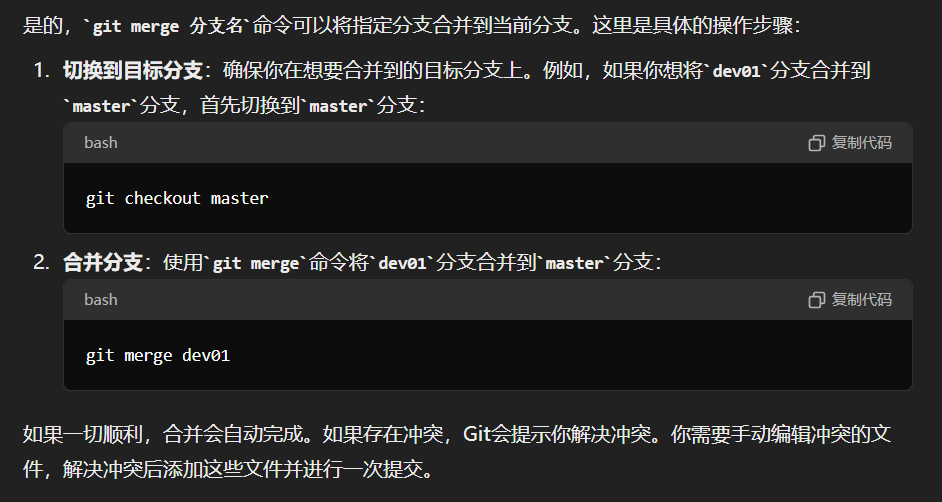 是的，`git merge 分支名`命令可以将指定分支合并到当前分支。这里是具体的操作步骤：
1. 切换到目标分支：确保你在想要合并到的目标分支上。例如，如果你想将`dev01`分支合并到
`master`分支，首先切换到`master`分支：
bash 复制代码
git checkout master
2. 合并分支：使用`git merge`命令将`dev01`分支合并到`master`分支：
bash 复制代码
git merge dev01
如果一切顺利，合并会自动完成。如果存在冲突，Git会提示你解决冲突。你需要手动编辑冲突的文
件，解决冲突后添加这些文件并进行一次提交。